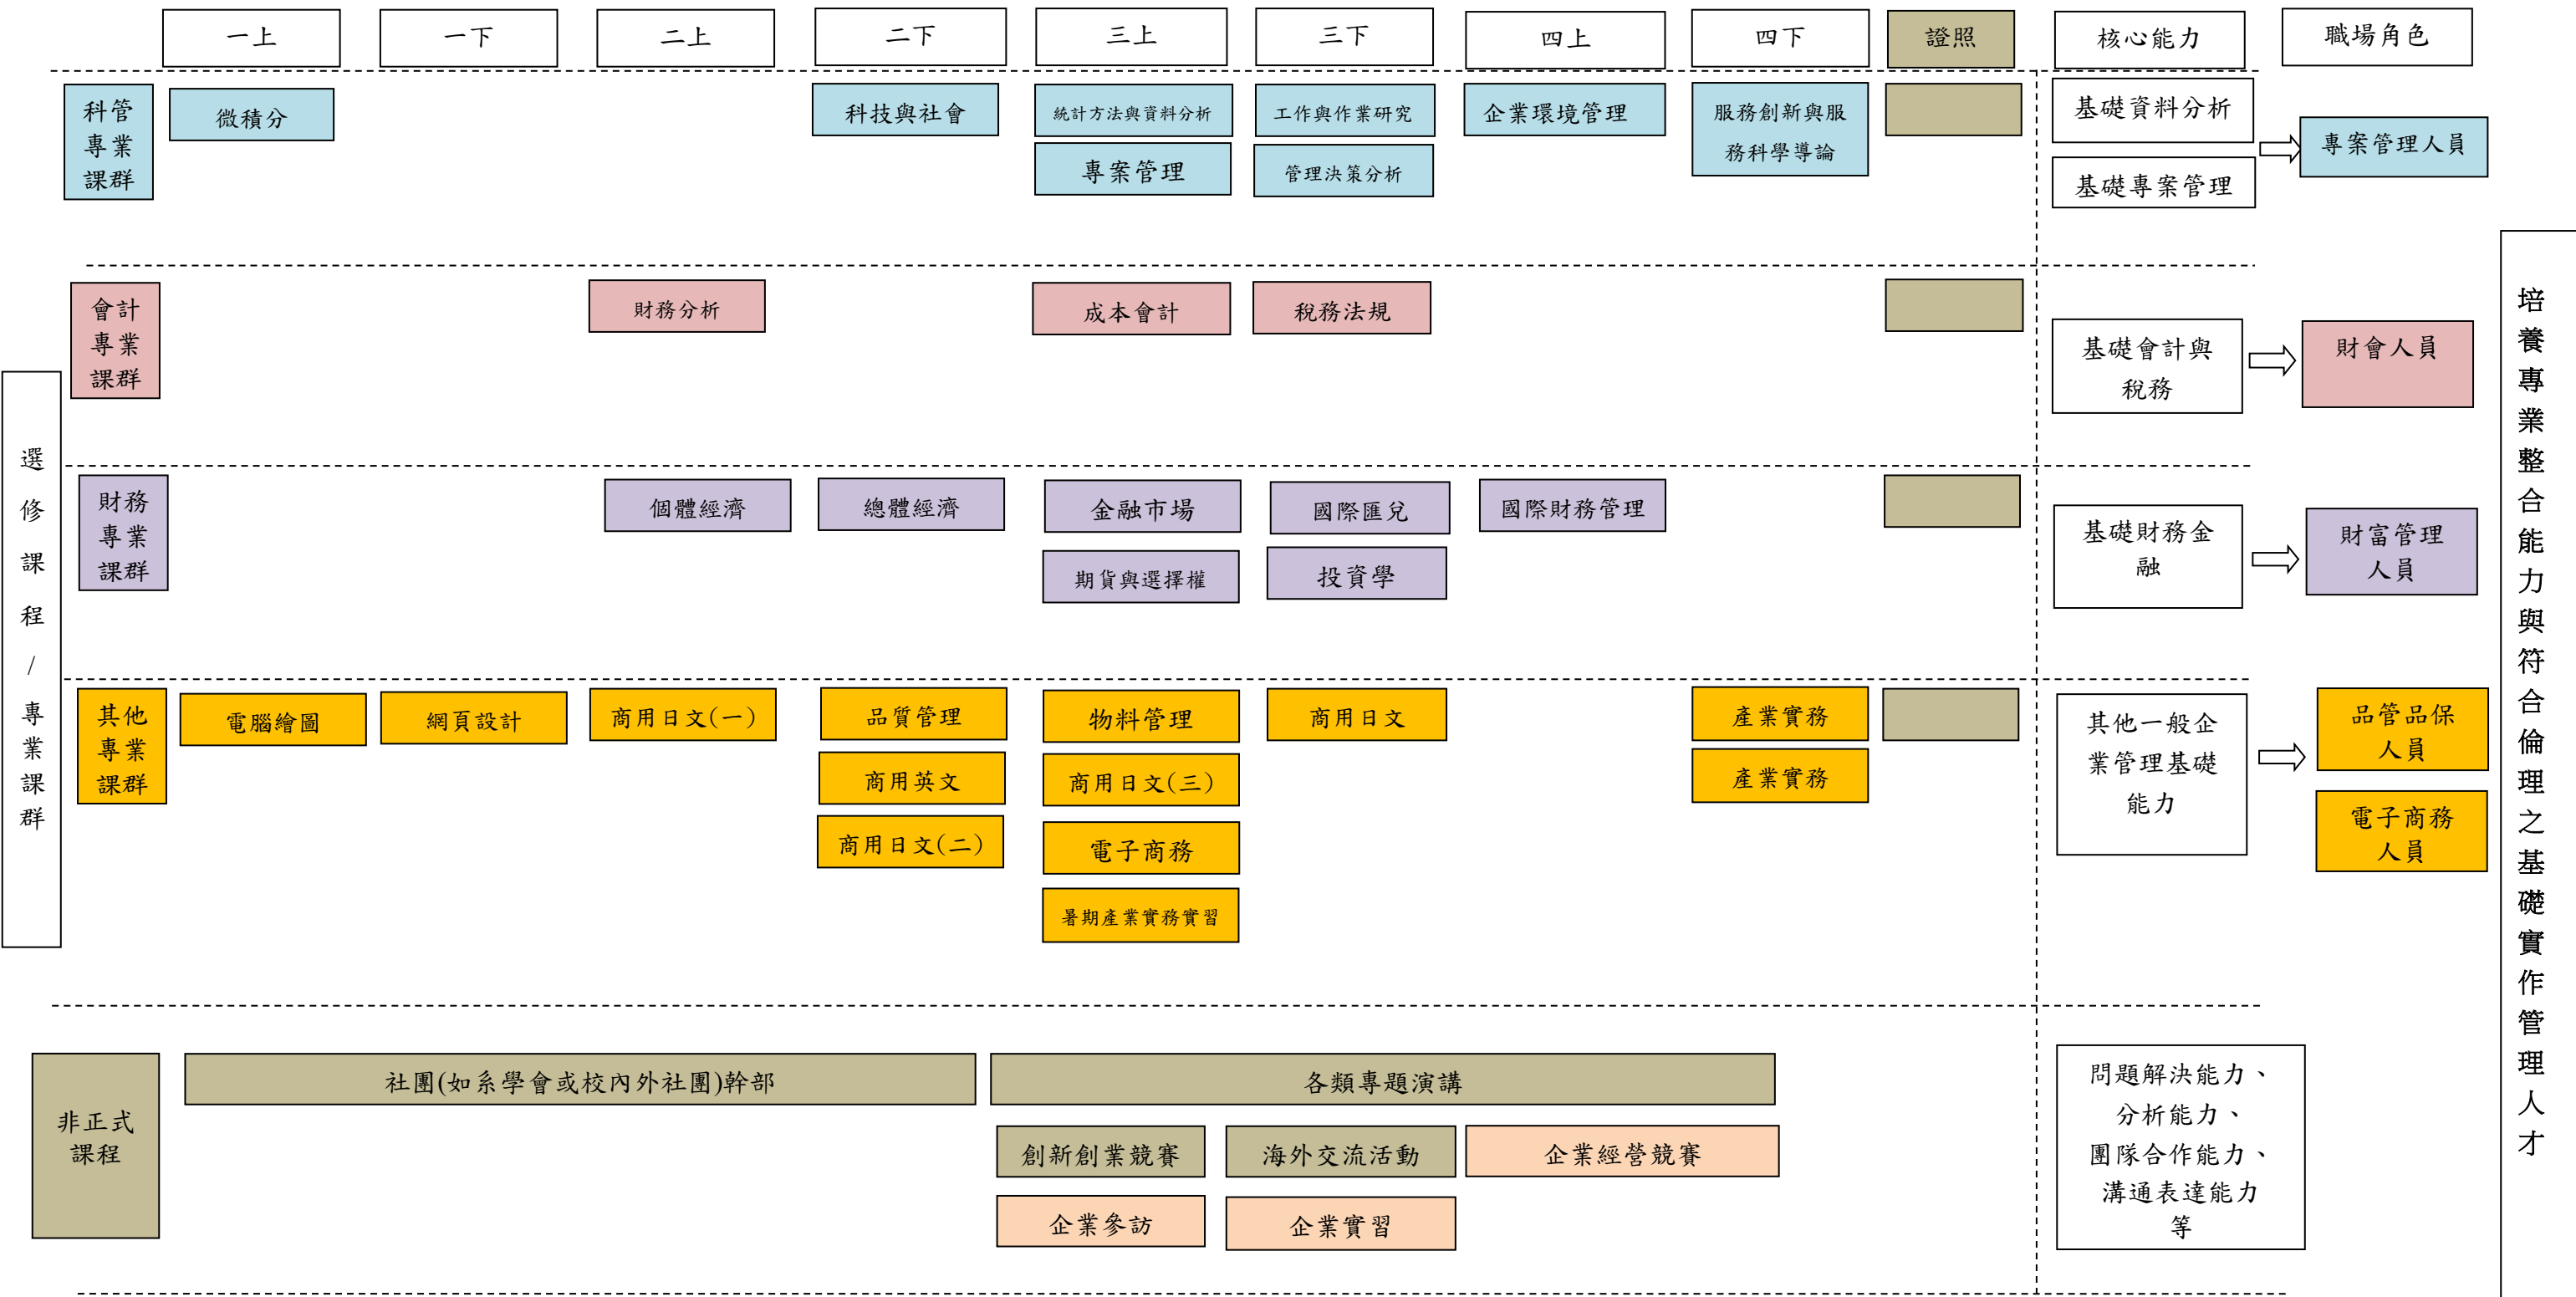 一上
一下
二上
二下
三上
三下
四上
四下
證照
核心能力
職場角色
選修課程/專業課群
科管
專業
課群
微積分
科技與社會
統計方法與資料分析
專案管理
工作與作業研究
管理決策分析
企業環境管理
服務創新與服
務科學導論
基礎資料分析
基礎專案管理
專案管理人員
會計
專業
課群
財務分析
成本會計
稅務法規
基礎會計與
稅務
財會人員
財務
專業
課群
個體經濟
總體經濟
金融市場
期貨與選擇權
國際匯兌
投資學
國際財務管理
基礎財務金
融
財富管理
人員
其他
專業
課群
電腦繪圖
網頁設計
商用日文(一)
品質管理
商用英文
商用日文(二)
物料管理
商用日文(三)
電子商務
暑期產業實務實習
商用日文
產業實務
產業實務
其他一般企
業管理基礎
能力
品管品保
人員
電子商務
人員
非正式
課程
社團(如系學會或校內外社團)幹部
各類專題演講
創新創業競賽
海外交流活動
企業經營競賽
企業參訪
企業實習
問題解決能力、
分析能力、
團隊合作能力、
溝通表達能力
等
培養專業整合能力與符合倫理之基礎實作管理人才